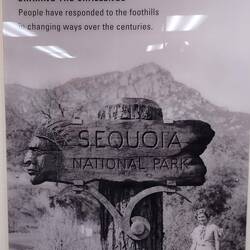 People have responded to the foothills
in changing ways over the centuries.
SEQUOIA
NATIONAL PARK